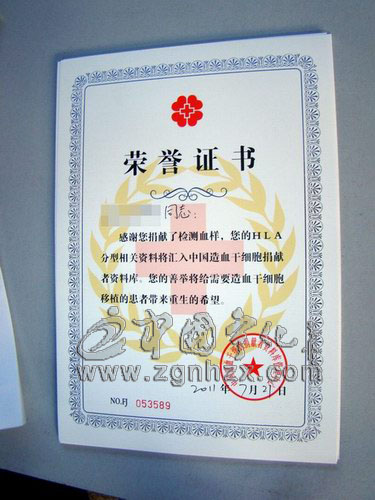 荣誉证书
同志：
感谢您捐献了检测血样，您的HLA
分型相关资料将汇入中国造血干细胞捐献
者资料库。您的善举将给需要造血干细胞
移植的患者带来重生的希望。
www.zgnhzx.com
2011年7月21日
NO.号 053589